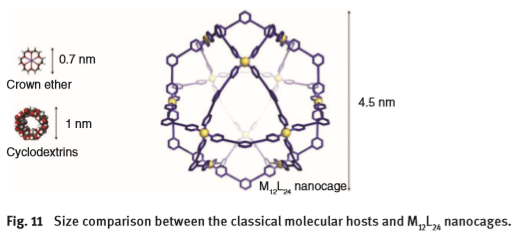 0.7 nm
Crown ether
1 nm
Cyclodextrins
4.5 nm
M₁₂L₂₄ nanocage
Fig. 11 Size comparison between the classical molecular hosts and M₁₂L₂₄ nanocages.